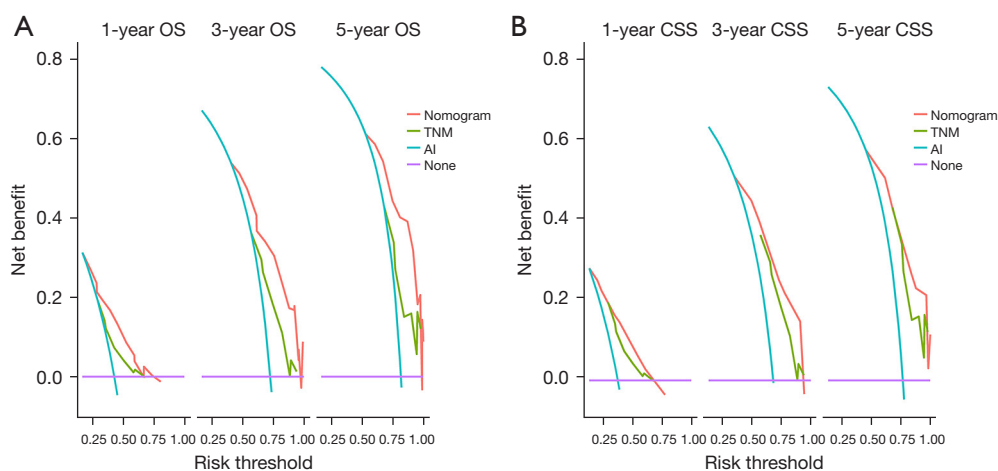 A
1-year OS 3-year OS 5-year OS
0.8
0.6
0.4
0.2
0.0
Net benefit
Nomogram
TNM
AI
None
0.25 0.50 0.75 1.00 0.25 0.50 0.75 1.00 0.25 0.50 0.75 1.00
Risk threshold
B
1-year CSS 3-year CSS 5-year CSS
0.8
0.6
0.4
0.2
0.0
Net benefit
Nomogram
TNM
AI
None
0.25 0.50 0.75 1.00 0.25 0.50 0.75 1.00 0.25 0.50 0.75 1.00
Risk threshold